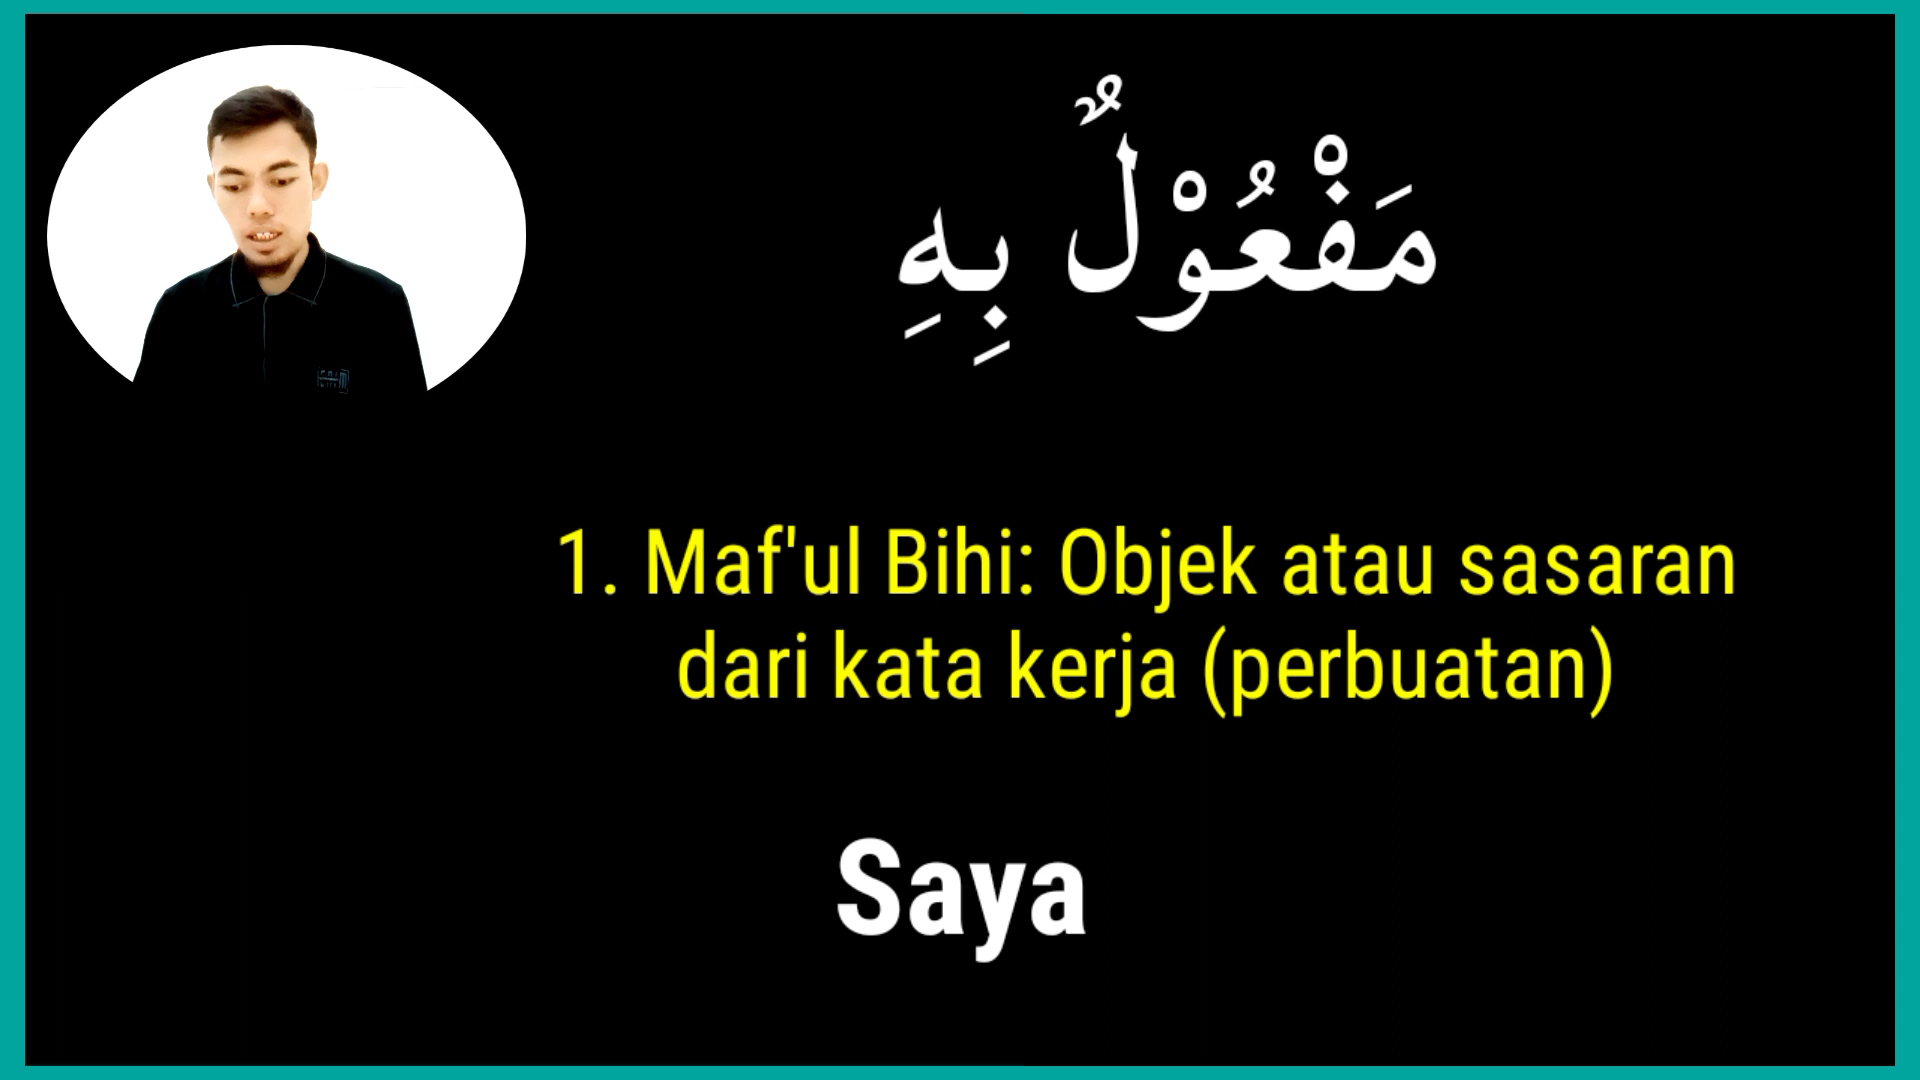 مَفْعُوْلٌ بِهِ
1. Maf'ul Bihi: Objek atau sasaran
dari kata kerja (perbuatan)
Saya